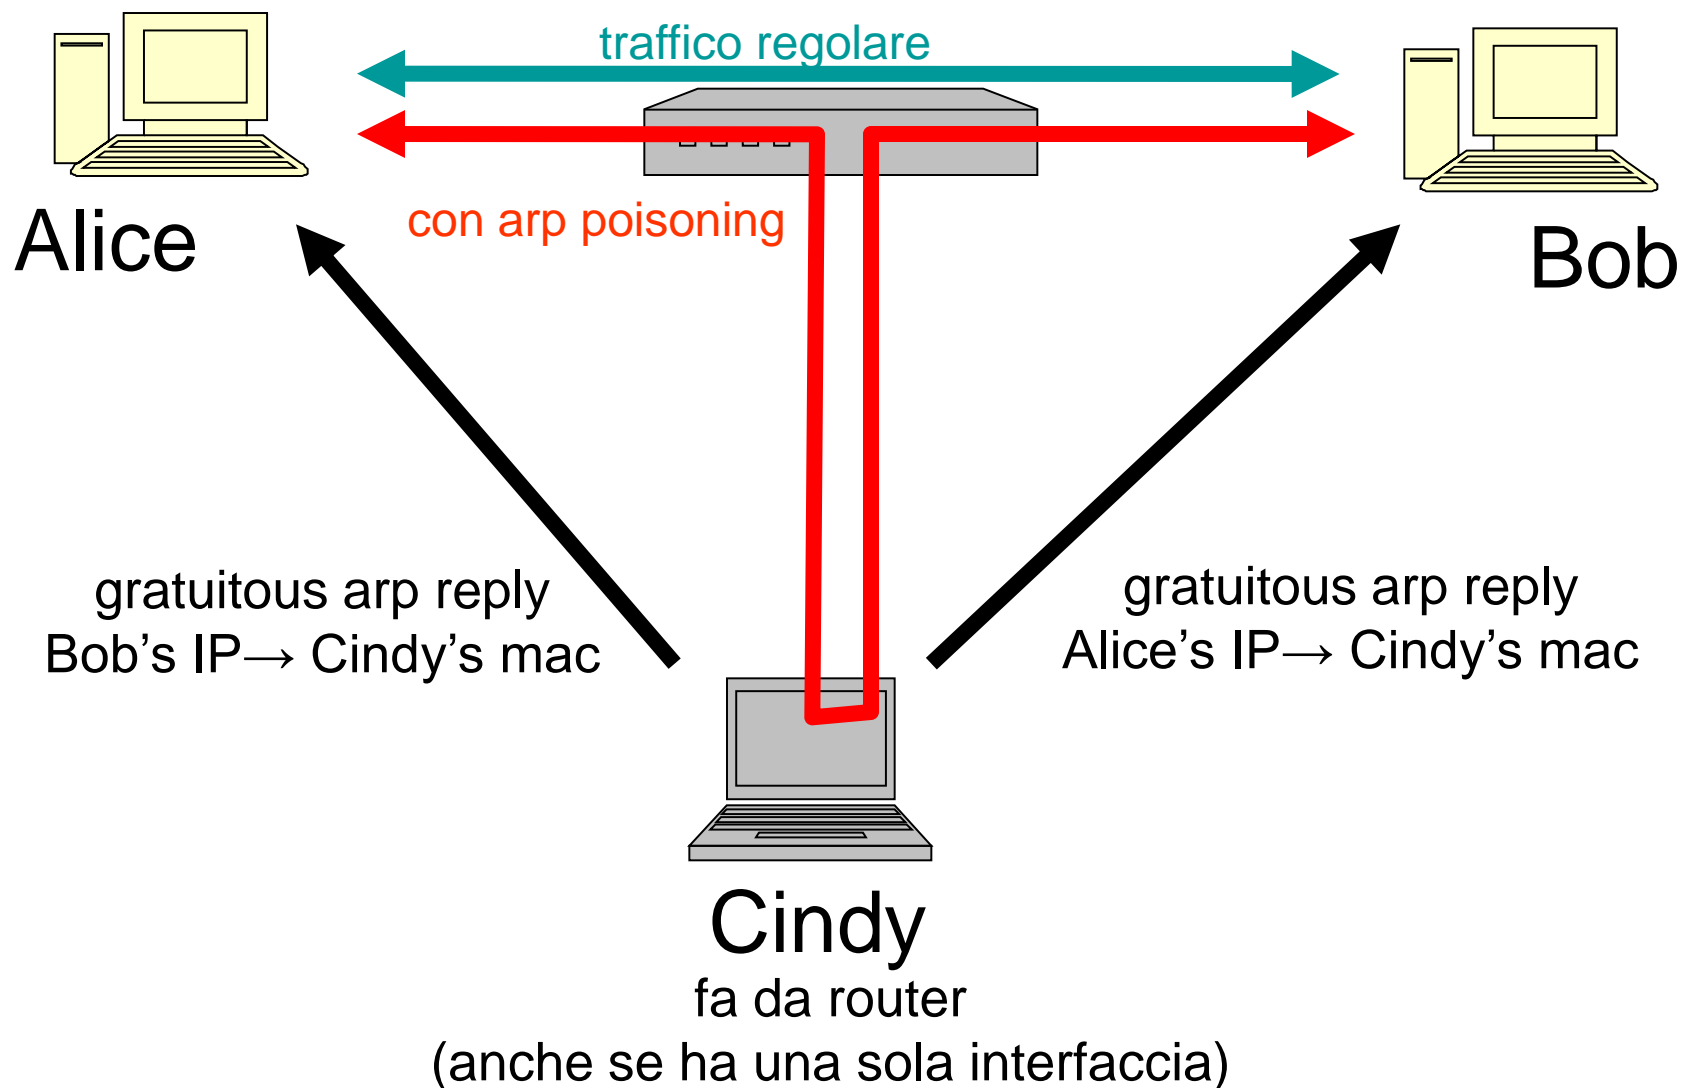 traffico regolare
con arp poisoning
Alice
Bob
gratuitous arp reply
Bob’s IP→ Cindy’s mac
gratuitous arp reply
Alice’s IP→ Cindy’s mac
Cindy
fa da router
(anche se ha una sola interfaccia)